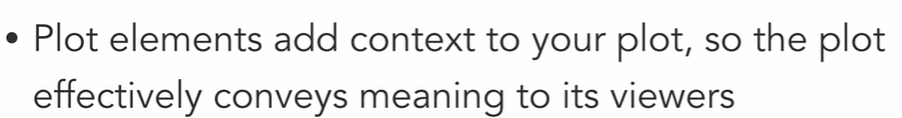 • Plot elements add context to your plot, so the plot
effectively conveys meaning to its viewers